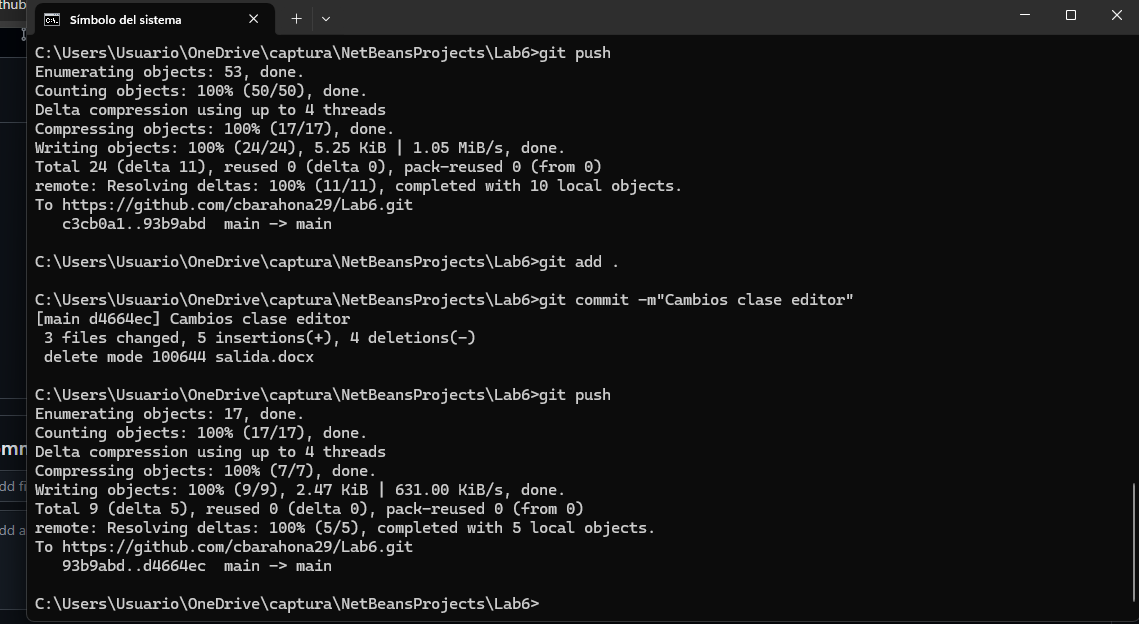 Símbolo del sistema
C:\Users\Usuario\OneDrive\captura\NetBeansProjects\Lab6>git push
Enumerating objects: 53, done.
Counting objects: 100% (50/50), done.
Delta compression using up to 4 threads
Compressing objects: 100% (17/17), done.
Writing objects: 100% (24/24), 5.25 KiB | 1.05 MiB/s, done.
Total 24 (delta 11), reused 0 (delta 0), pack-reused 0 (from 0)
remote: Resolving deltas: 100% (11/11), completed with 10 local objects.
To https://github.com/cbarahona29/Lab6.git
   c3cb0a1..93b9abd  main -> main
C:\Users\Usuario\OneDrive\captura\NetBeansProjects\Lab6>git add .
C:\Users\Usuario\OneDrive\captura\NetBeansProjects\Lab6>git commit -m"Cambios clase editor"
[main d4664ec] Cambios clase editor
 3 files changed, 5 insertions(+), 4 deletions(-)
 delete mode 100644 salida.docx
C:\Users\Usuario\OneDrive\captura\NetBeansProjects\Lab6>git push
Enumerating objects: 17, done.
Counting objects: 100% (17/17), done.
Delta compression using up to 4 threads
Compressing objects: 100% (7/7), done.
Writing objects: 100% (9/9), 2.47 KiB | 631.00 KiB/s, done.
Total 9 (delta 5), reused 0 (delta 0), pack-reused 0 (from 0)
remote: Resolving deltas: 100% (5/5), completed with 5 local objects.
To https://github.com/cbarahona29/Lab6.git
   93b9abd..d4664ec  main -> main
C:\Users\Usuario\OneDrive\captura\NetBeansProjects\Lab6>